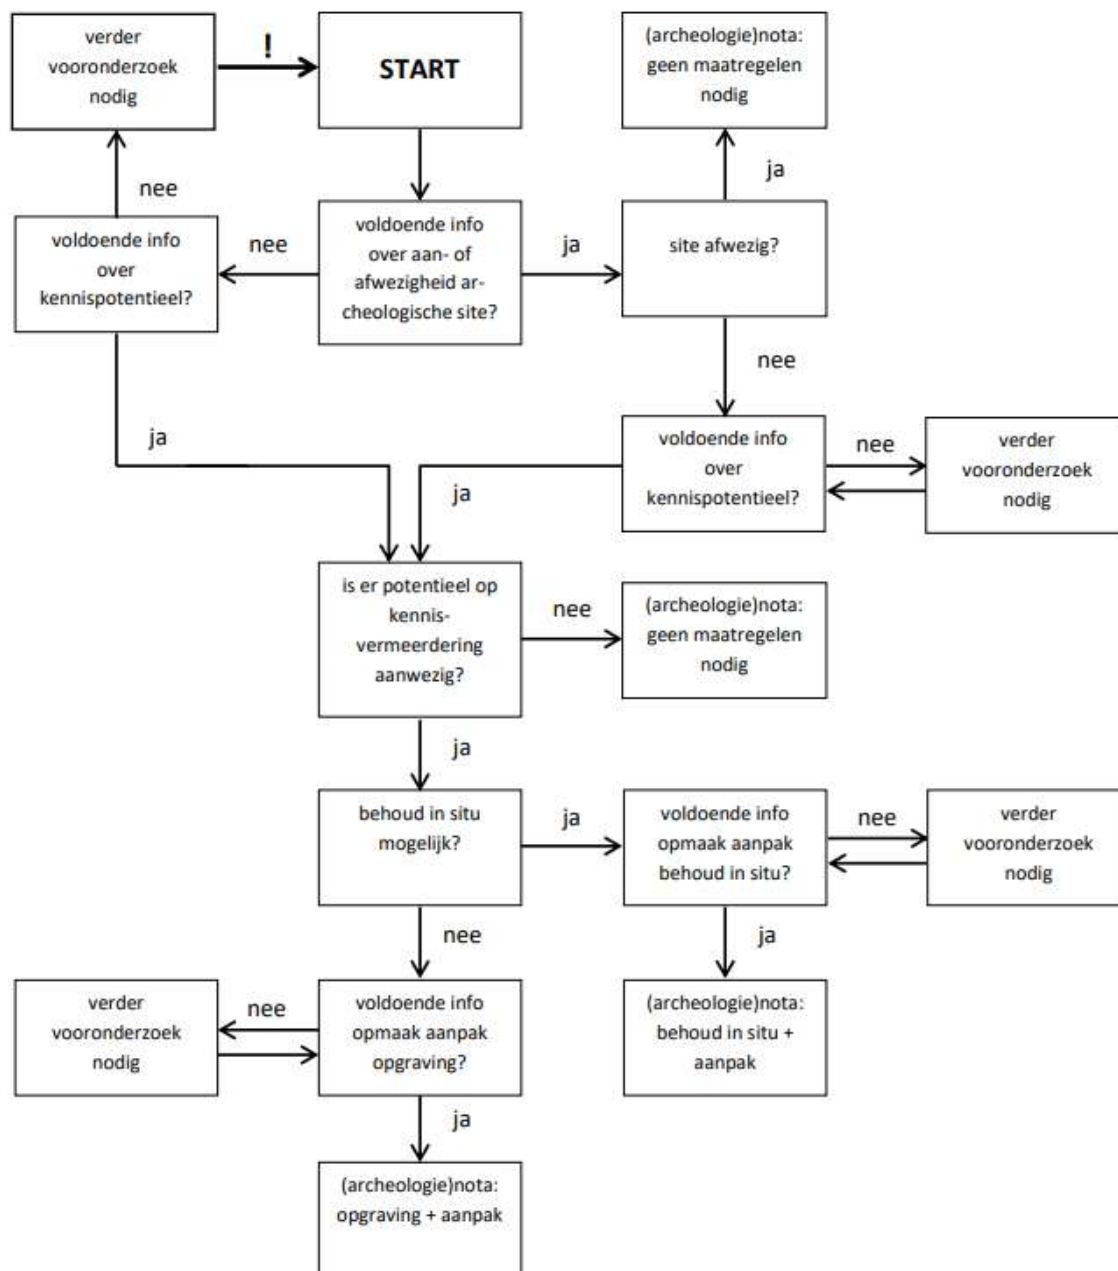 verder
vooronderzoek
nodig
!
START
(archeologie)nota:
geen maatregelen
nodig
nee
ja
voldoende info
over
kennispotentieel?
nee
voldoende info
over aan- of
afwezigheid ar-
cheologische site?
ja
site afwezig?
nee
ja
voldoende info
over
kennispotentieel?
nee
verder
vooronderzoek
nodig
ja
is er potentieel op
kennis-
vermeerdering
aanwezig?
nee
(archeologie)nota:
geen maatregelen
nodig
ja
behoud in situ
mogelijk?
ja
voldoende info
opmaak aanpak
behoud in situ?
nee
verder
vooronderzoek
nodig
nee
ja
verder
vooronderzoek
nodig
nee
voldoende info
opmaak aanpak
opgraving?
(archeologie)nota:
behoud in situ +
aanpak
ja
(archeologie)nota:
opgraving + aanpak